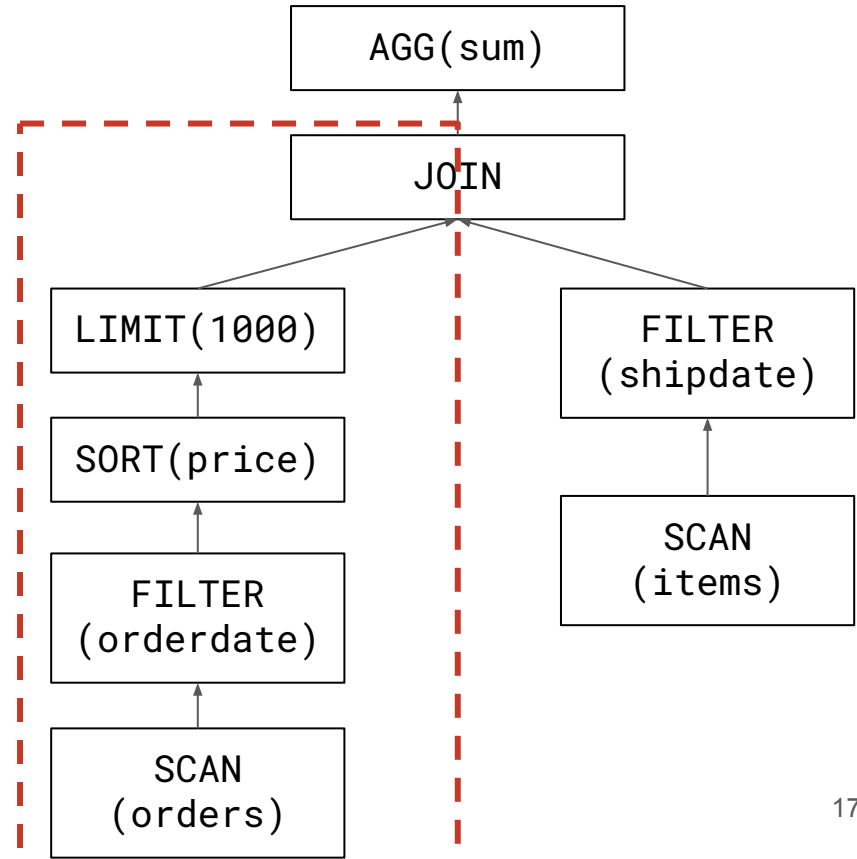 AGG(sum)
JOIN
LIMIT(1000)
SORT(price)
FILTER
(orderdate)
SCAN
(orders)
FILTER
(shipdate)
SCAN
(items)
17